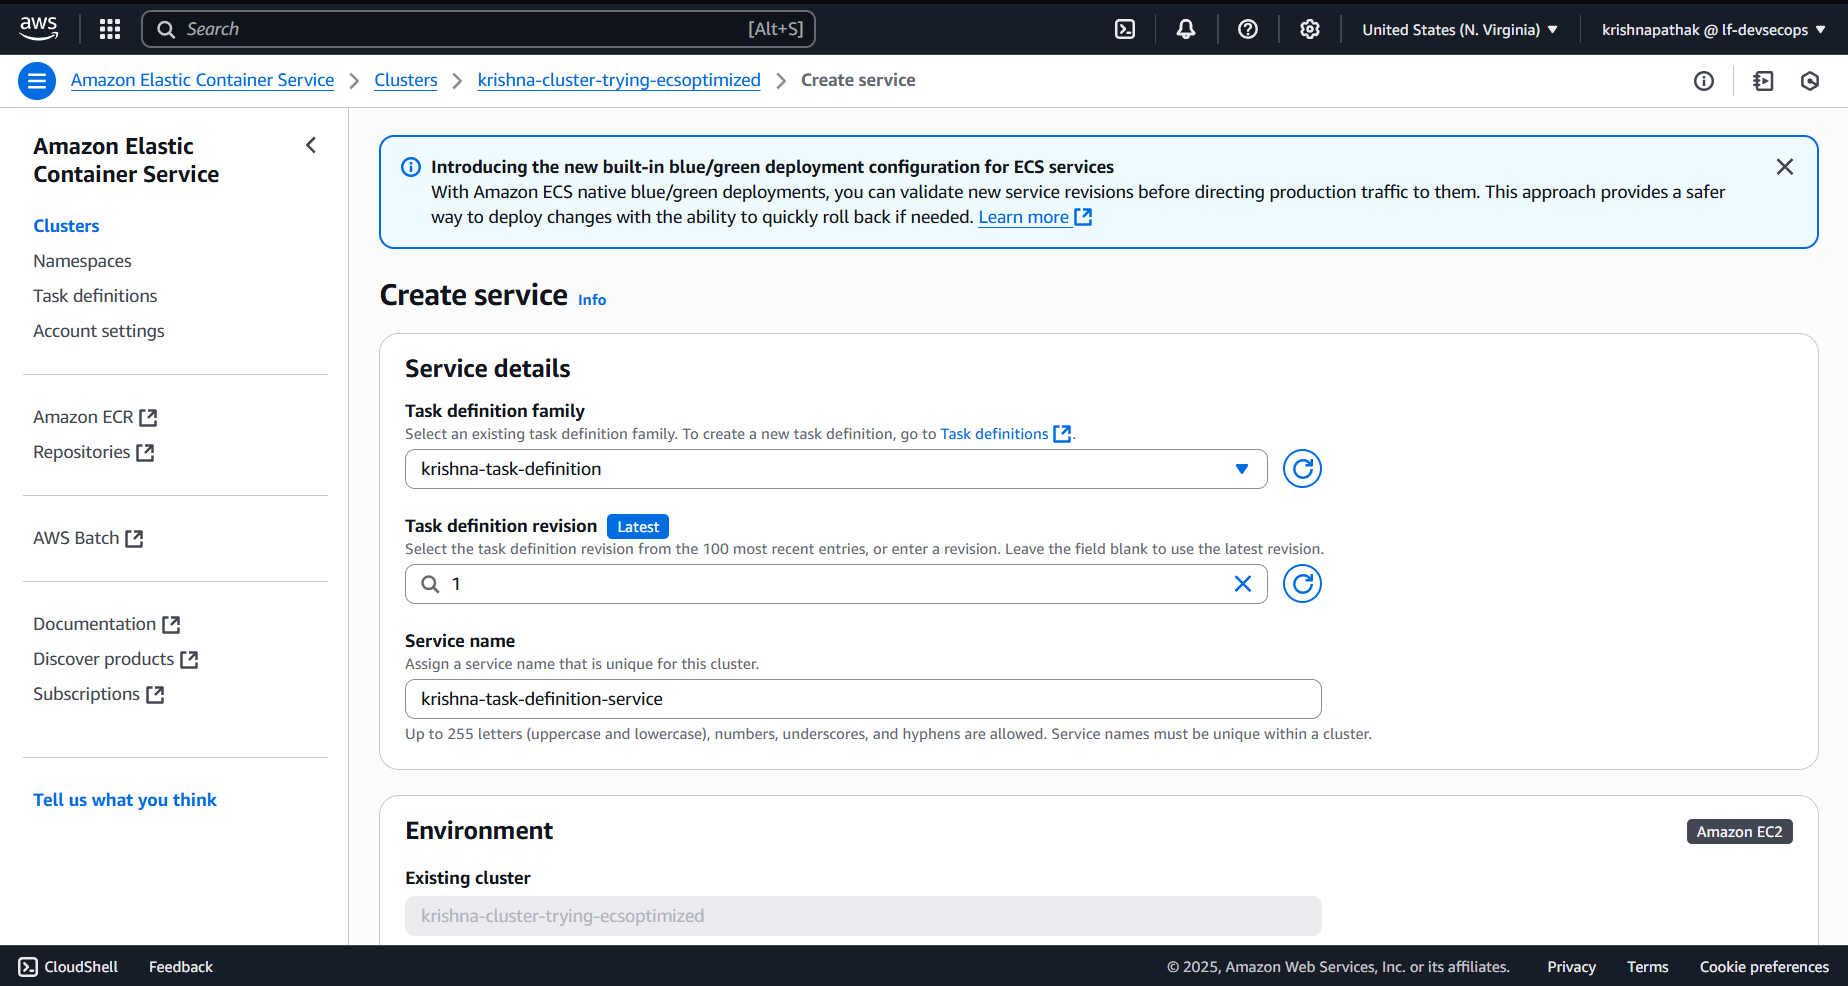 aws
Search
[Alt+S]
United States (N. Virginia)
krishnapathak @ lf-devsecops
Amazon Elastic Container Service
Clusters
krishna-cluster-trying-ecsoptimized
Create service
Amazon Elastic
Container Service
Clusters
Namespaces
Task definitions
Account settings
Amazon ECR
Repositories
AWS Batch
Documentation
Discover products
Subscriptions
Tell us what you think
Introducing the new built-in blue/green deployment configuration for ECS services
With Amazon ECS native blue/green deployments, you can validate new service revisions before directing production traffic to them. This approach provides a safer
way to deploy changes with the ability to quickly roll back if needed. Learn more
Create service Info
Service details
Task definition family
Select an existing task definition family. To create a new task definition, go to Task definitions.
krishna-task-definition
Task definition revision Latest
Select the task definition revision from the 100 most recent entries, or enter a revision. Leave the field blank to use the latest revision.
1
Service name
Assign a service name that is unique for this cluster.
krishna-task-definition-service
Up to 255 letters (uppercase and lowercase), numbers, underscores, and hyphens are allowed. Service names must be unique within a cluster.
Environment
Amazon EC2
Existing cluster
krishna-cluster-trying-ecsoptimized
CloudShell
Feedback
© 2025, Amazon Web Services, Inc. or its affiliates.
Privacy
Terms
Cookie preferences